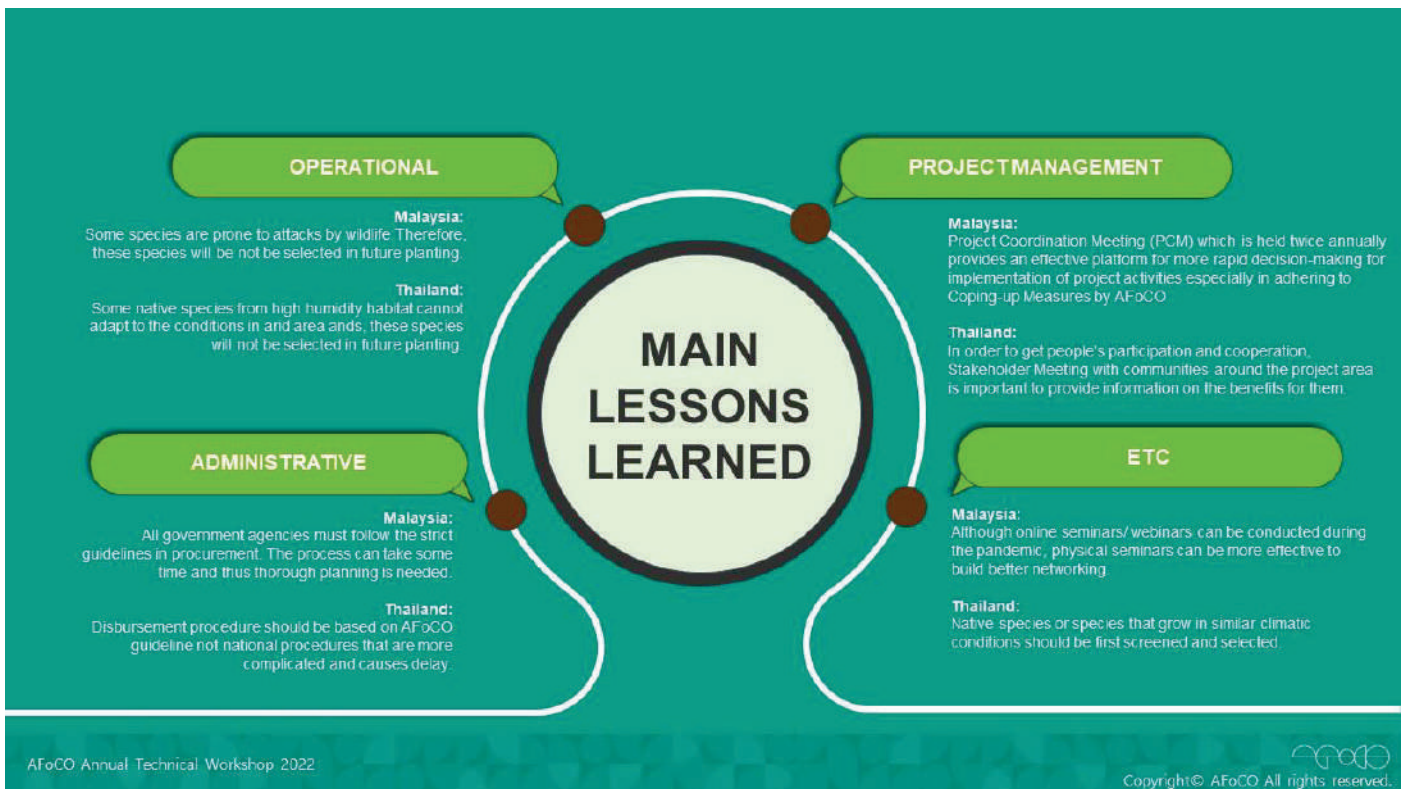 OPERATIONAL
Malaysia:
Some species are prone to attacks by wildlife Therefore,
these species will be not be selected in future planting.
Thailand:
Some native species from high humidity habitat cannot
adapt to the conditions in arid area ands, these species
will not be selected in future planting
ADMINISTRATIVE
Malaysia:
All government agencies must follow the strict
guidelines in procurement. The process can take some
time and thus thorough planning is needed.
Thailand:
Disbursement procedure should be based on AFoCO
guideline not national procedures that are more
complicated and causes delay.
MAIN
LESSONS
LEARNED
PROJECT MANAGEMENT
Malaysia:
Project Coordination Meeting (PCM) which is held twice annually
provides an effective platform for more rapid decision-making for
implementation of project activities especially in adhering to
Coping-up Measures by AFoCO
Thailand:
In order to get people's participation and cooperation,
Stakeholder Meeting with communities around the project area
is important to provide information on the benefits for them.
ETC
Malaysia:
Although online seminars/ webinars can be conducted during
the pandemic, physical seminars can be more effective to
build better networking.
Thailand:
Native species or species that grow in similar climatic
conditions should be first screened and selected.
AFoCO Annual Technical Workshop 2022
AFoCO
Copyright© AFoCO All rights reserved.